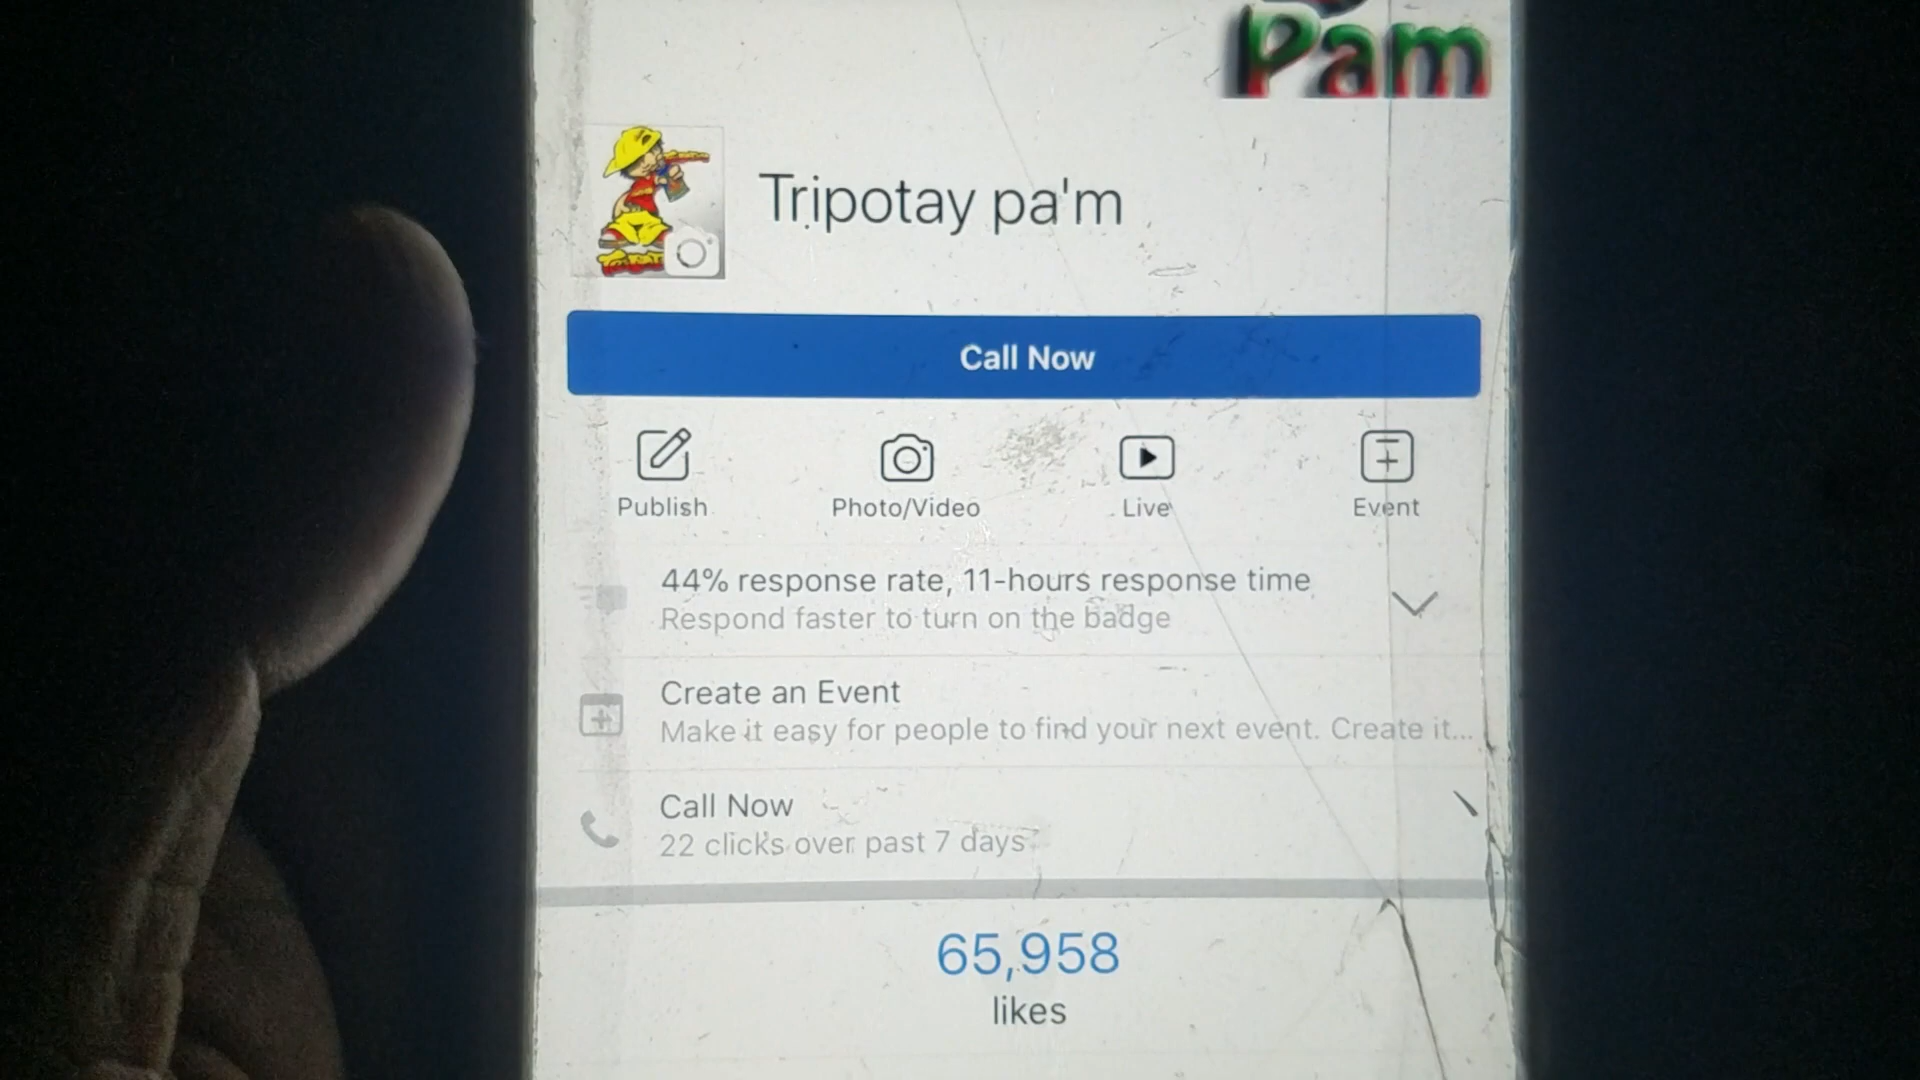 Pam
Tripotay pa'm
Call Now
Publish
Photo/Video
Live
Event
44% response rate, 11-hours response time
Respond faster to turn on the badge
Create an Event
Make it easy for people to find your next event. Create it...
Call Now
22 clicks over past 7 days
65,958
likes